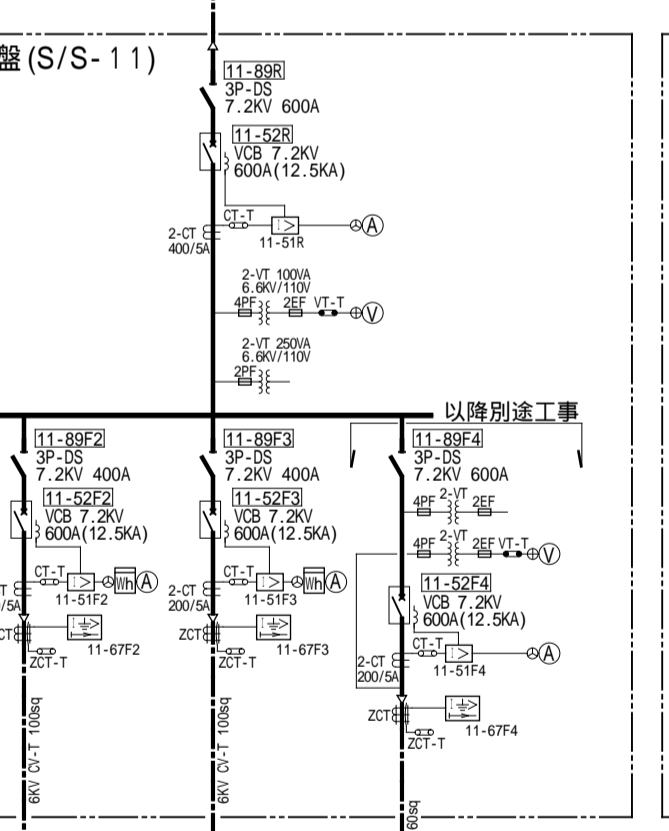 盤(S/S-11)
11-89R
3P-DS
7.2KV 600A
11-52R
VCB 7.2KV
600A(12.5KA)
CT-T
I>
A
2-CT
400/5A
11-51R
2-VT 100VA
6.6KV/110V
4PF
2EF
VT-T
V
2-VT 250VA
6.6KV/110V
2PF
以降別途工事
11-89F2
3P-DS
7.2KV 400A
11-52F2
VCB 7.2KV
600A(12.5KA)
CT-T
I>
Wh
A
11-51F2
/5A
CT
11-67F2
ZCT-T
6KV CV-T 100sq
11-89F3
3P-DS
7.2KV 400A
11-52F3
VCB 7.2KV
600A(12.5KA)
CT-T
I>
Wh
A
2-CT
200/5A
11-51F3
ZCT
11-67F3
ZCT-T
6KV CV-T 100sq
11-89F4
3P-DS
7.2KV 600A
4PF
2-VT
2EF
4PF
2-VT
2EF
VT-T
V
11-52F4
VCB 7.2KV
600A(12.5KA)
CT-T
I>
A
2-CT
200/5A
11-51F4
ZCT
11-67F4
ZCT-T
60sq